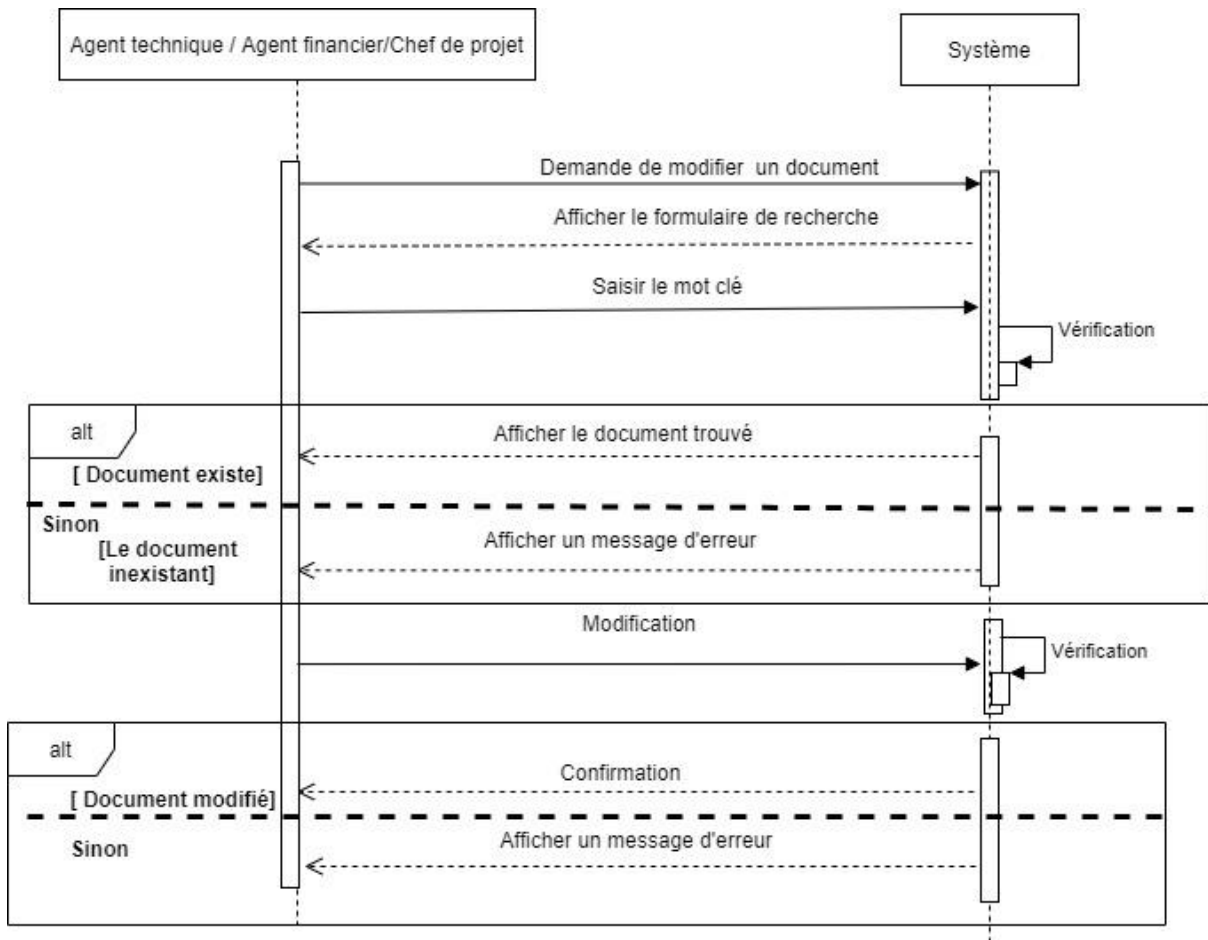 Agent technique / Agent financier/Chef de projet
Système
Demande de modifier un document
Afficher le formulaire de recherche
Saisir le mot clé
Vérification
alt
Afficher le document trouvé
[ Document existe]
Sinon
[Le document
inexistant]
Afficher un message d'erreur
Modification
Vérification
alt
Confirmation
[ Document modifié]
Sinon
Afficher un message d'erreur